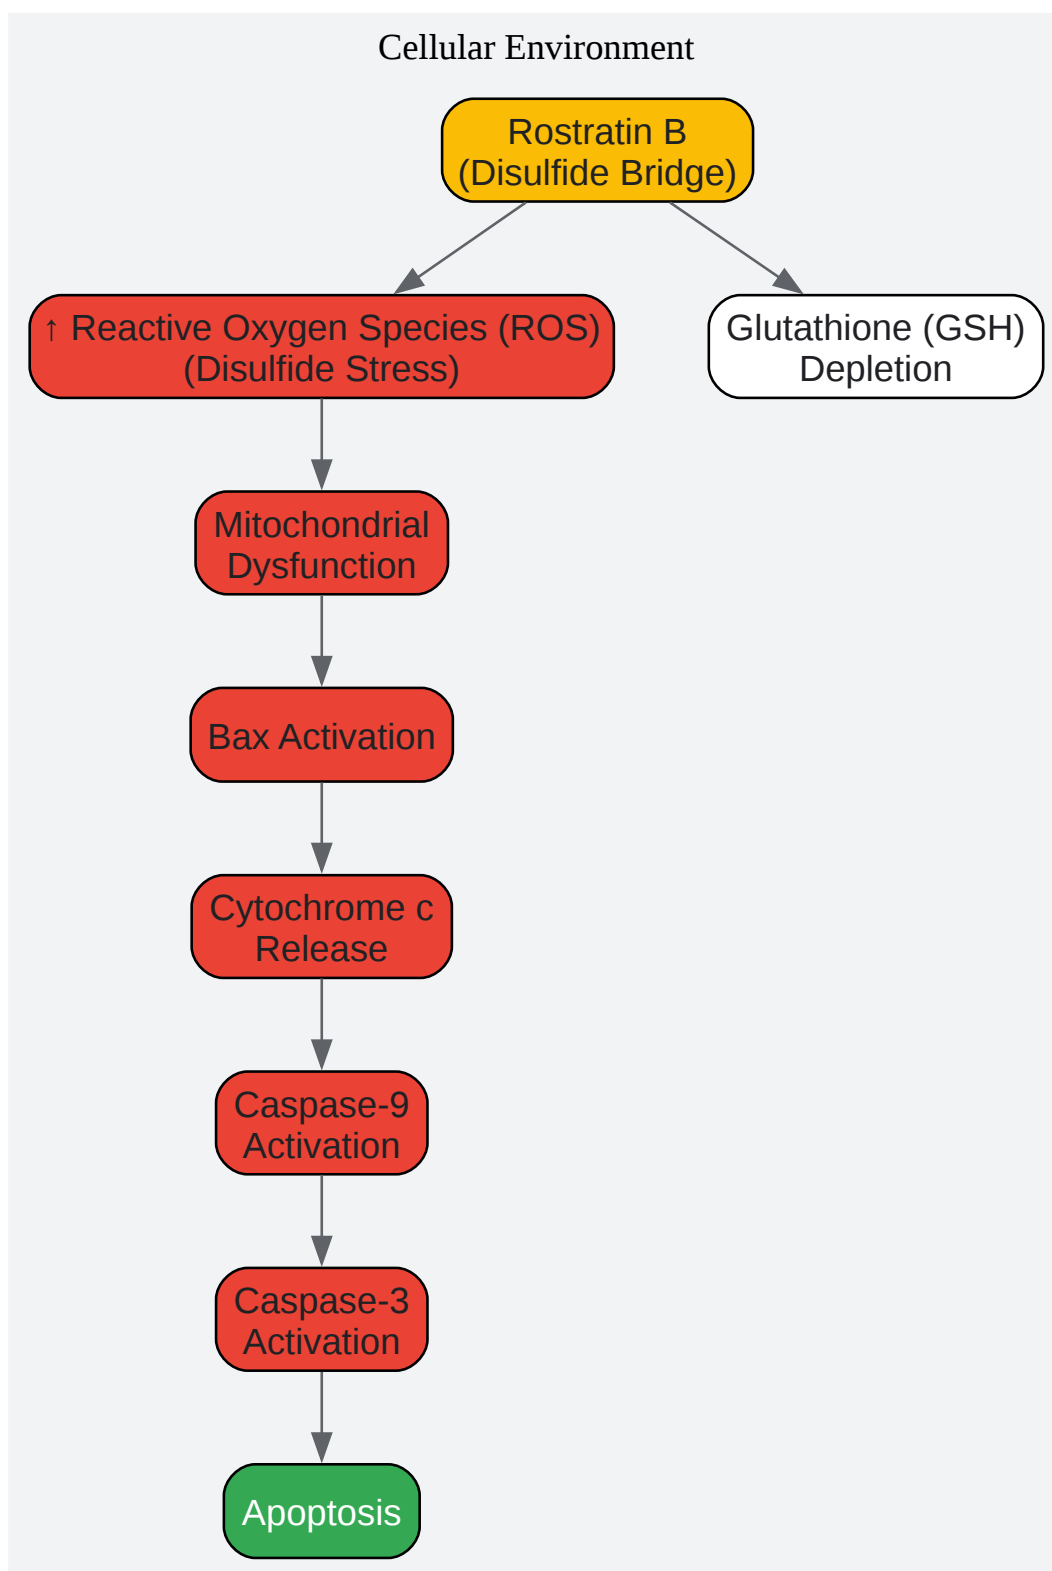 Cellular Environment
Rostratin B
(Disulfide Bridge)
↑ Reactive Oxygen Species (ROS)
(Disulfide Stress)
Glutathione (GSH)
Depletion
Mitochondrial
Dysfunction
Bax Activation
Cytochrome c
Release
Caspase-9
Activation
Caspase-3
Activation
Apoptosis